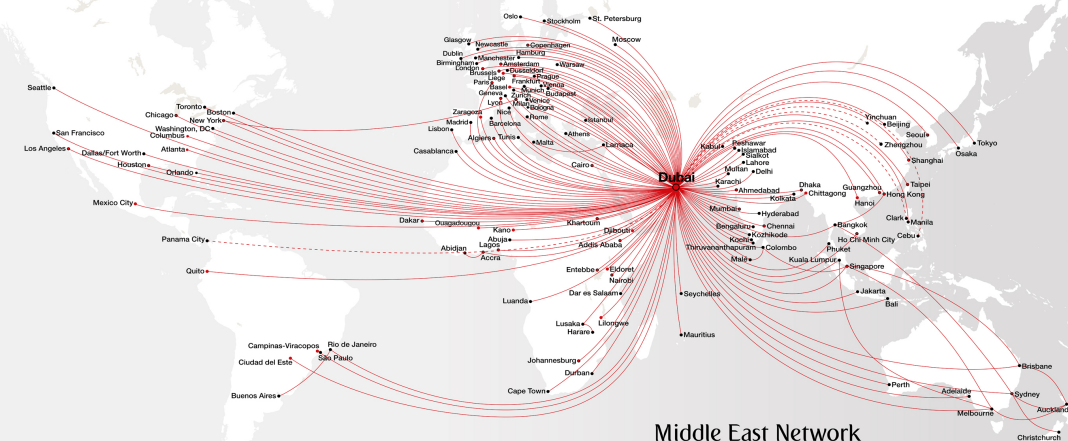 Oslo
Stockholm
St. Petersburg
Glasgow
Newcastle
Copenhagen
Moscow
Dublin
Manchester
Hamburg
Birmingham
London
Amsterdam
Warsaw
Brussels
Dusseldorf
Liege
Prague
Paris
Frankfurt
Vienna
Basel
Munich
Budapest
Geneva
Zurich
Seattle
Lyon
Milan
Venice
Bologna
Toronto
Boston
Nice
Zaragoza
Rome
Chicago
New York
Madrid
Barcelona
Istanbul
Yinchuan
Beijing
Washington, DC
Lisbon
San Francisco
Columbus
Algiers
Tunis
Malta
Athens
Larnaca
Seoul
Tokyo
Los Angeles
Atlanta
Dallas/Fort Worth
Casablanca
Kabul
Peshawar
Islamabad
Sialkot
Zhengzhou
Osaka
Houston
Cairo
Lahore
Shanghai
Orlando
Multan
Delhi
Dubai
Karachi
Ahmedabad
Dhaka
Kolkata
Chittagong
Guangzhou
Hong Kong
Taipei
Mexico City
Mumbai
Hyderabad
Hanoi
Dakar
Ouagadougou
Khartoum
Kano
Djibouti
Bengaluru
Chennai
Bangkok
Clark
Manila
Panama City
Abuja
Lagos
Abidjan
Accra
Addis Ababa
Kozhikode
Kochi
Thiruvananthapuram
Colombo
Ho Chi Minh City
Cebu
Phuket
Male
Kuala Lumpur
Singapore
Quito
Entebbe
Eldoret
Nairobi
Dar es Salaam
Seychelles
Jakarta
Bali
Luanda
Lusaka
Lilongwe
Harare
Mauritius
Campinas-Viracopos
Rio de Janeiro
São Paulo
Ciudad del Este
Johannesburg
Durban
Brisbane
Buenos Aires
Cape Town
Perth
Adelaide
Sydney
Melbourne
Auckland
Christchurch
Middle East Network